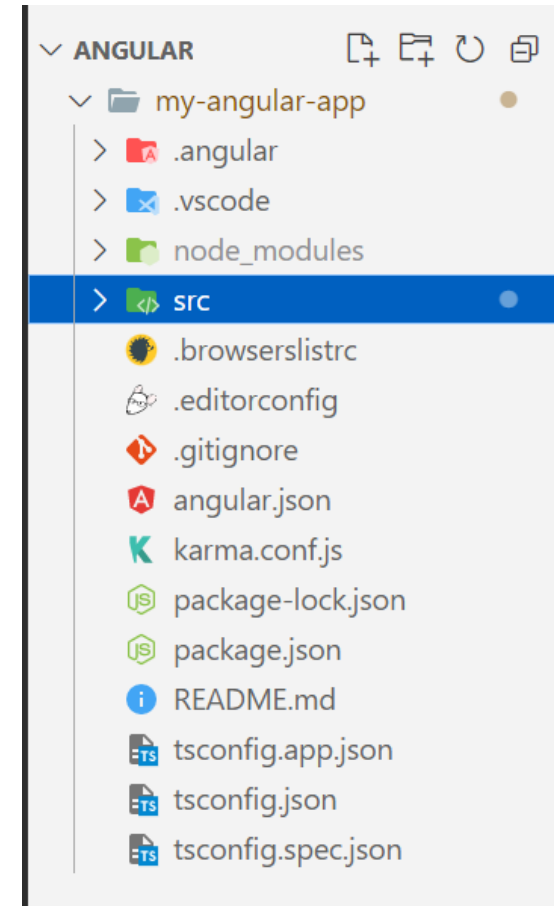 ANGULAR
my-angular-app
.angular
.vscode
node_modules
src
.browserslistrc
.editorconfig
.gitignore
angular.json
karma.conf.js
package-lock.json
package.json
README.md
tsconfig.app.json
tsconfig.json
tsconfig.spec.json